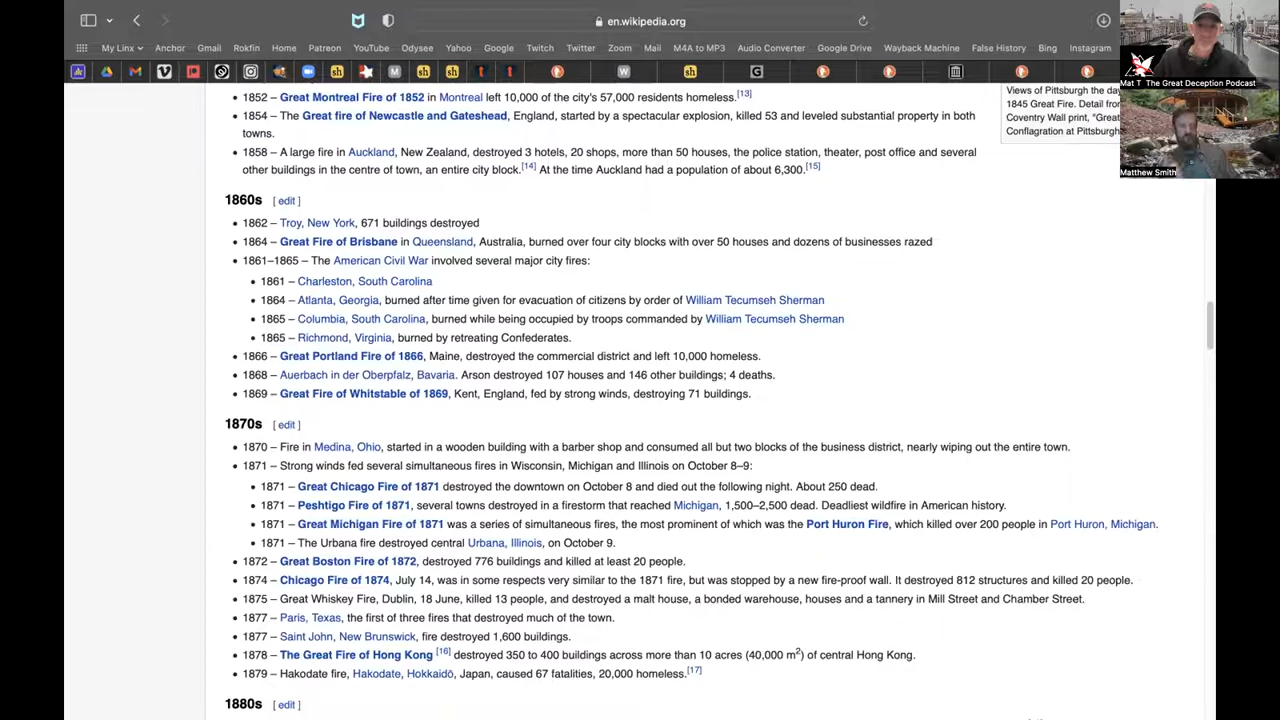 en.wikipedia.org
My Linx Anchor Gmail Rokfin Home Patreon YouTube Odysee Yahoo Google Twitch Twitter Zoom Mail M4A to MP3 Audio Converter Google Drive Wayback Machine False History Bing Instagram
Mat T The Great Deception Podcast
Matthew Smith
Views of Pittsburgh the day
1845 Great Fire. Detail from
Coventry Wall print, "Great
Conflagration at Pittsburgh
• 1852 – Great Montreal Fire of 1852 in Montreal left 10,000 of the city's 57,000 residents homeless.[13]
• 1854 – The Great fire of Newcastle and Gateshead, England, started by a spectacular explosion, killed 53 and leveled substantial property in both
towns.
• 1858 – A large fire in Auckland, New Zealand, destroyed 3 hotels, 20 shops, more than 50 houses, the police station, theater, post office and several
other buildings in the centre of town, an entire city block.[14] At the time Auckland had a population of about 6,300.[15]
1860s [ edit ]
• 1862 – Troy, New York, 671 buildings destroyed
• 1864 – Great Fire of Brisbane in Queensland, Australia, burned over four city blocks with over 50 houses and dozens of businesses razed
• 1861–1865 – The American Civil War involved several major city fires:
• 1861 – Charleston, South Carolina
• 1864 – Atlanta, Georgia, burned after time given for evacuation of citizens by order of William Tecumseh Sherman
• 1865 – Columbia, South Carolina, burned while being occupied by troops commanded by William Tecumseh Sherman
• 1865 – Richmond, Virginia, burned by retreating Confederates.
• 1866 – Great Portland Fire of 1866, Maine, destroyed the commercial district and left 10,000 homeless.
• 1868 – Auerbach in der Oberpfalz, Bavaria. Arson destroyed 107 houses and 146 other buildings; 4 deaths.
• 1869 – Great Fire of Whitstable of 1869, Kent, England, fed by strong winds, destroying 71 buildings.
1870s [ edit ]
• 1870 – Fire in Medina, Ohio, started in a wooden building with a barber shop and consumed all but two blocks of the business district, nearly wiping out the entire town.
• 1871 – Strong winds fed several simultaneous fires in Wisconsin, Michigan and Illinois on October 8–9:
• 1871 – Great Chicago Fire of 1871 destroyed the downtown on October 8 and died out the following night. About 250 dead.
• 1871 – Peshtigo Fire of 1871, several towns destroyed in a firestorm that reached Michigan, 1,500–2,500 dead. Deadliest wildfire in American history.
• 1871 – Great Michigan Fire of 1871 was a series of simultaneous fires, the most prominent of which was the Port Huron Fire, which killed over 200 people in Port Huron, Michigan.
• 1871 – The Urbana fire destroyed central Urbana, Illinois, on October 9.
• 1872 – Great Boston Fire of 1872, destroyed 776 buildings and killed at least 20 people.
• 1874 – Chicago Fire of 1874, July 14, was in some respects very similar to the 1871 fire, but was stopped by a new fire-proof wall. It destroyed 812 structures and killed 20 people.
• 1875 – Great Whiskey Fire, Dublin, 18 June, killed 13 people, and destroyed a malt house, a bonded warehouse, houses and a tannery in Mill Street and Chamber Street.
• 1877 – Paris, Texas, the first of three fires that destroyed much of the town.
• 1877 – Saint John, New Brunswick, fire destroyed 1,600 buildings.
• 1878 – The Great Fire of Hong Kong [16] destroyed 350 to 400 buildings across more than 10 acres (40,000 m2) of central Hong Kong.
• 1879 – Hakodate fire, Hakodate, Hokkaidō, Japan, caused 67 fatalities, 20,000 homeless.[17]
1880s [ edit ]